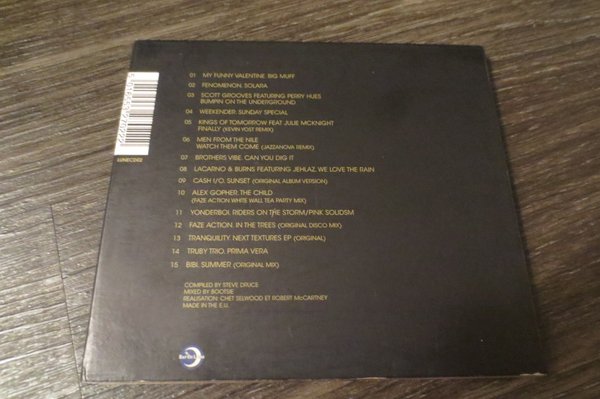 01 MY FUNNY VALENTINE. BIG MUFF
02 FENOMENON. SOLARA
03 SCOTT GROOVES FEATURING PERRY HUES
BUMPIN ON THE UNDERGROUND
04 WEEKENDER. SUNDAY SPECIAL
05 KINGS OF TOMORROW FEAT JULIE MCKNIGHT
FINALLY (KEVIN YOST REMIX)
06 MEN FROM THE NILE
WATCH THEM COME (JAZZANOVA REMIX)
07 BROTHERS VIBE. CAN YOU DIG IT
08 LACARNO & BURNS FEATURING JEHLAZ. WE LOVE THE RAIN
09 CASH I/O. SUNSET (ORIGINAL ALBUM VERSION)
10 ALEX GOPHER. THE CHILD
(FAZE ACTION WHITE WALL TEA PARTY MIX)
11 YONDERBOI. RIDERS ON THE STORM/PINK SOLIDSM
12 FAZE ACTION. IN THE TREES (ORIGINAL DISCO MIX)
13 TRANQUILITY. NEXT TEXTURES EP (ORIGINAL)
14 TRUBY TRIO. PRIMA VERA
15 BIBI. SUMMER (ORIGINAL MIX)
COMPILED BY STEVE DRUCE
MIXED BY BOOTSIE
REALISATION: CHET SELWOOD ET ROBERT McCARTNEY
MADE IN THE E.U.